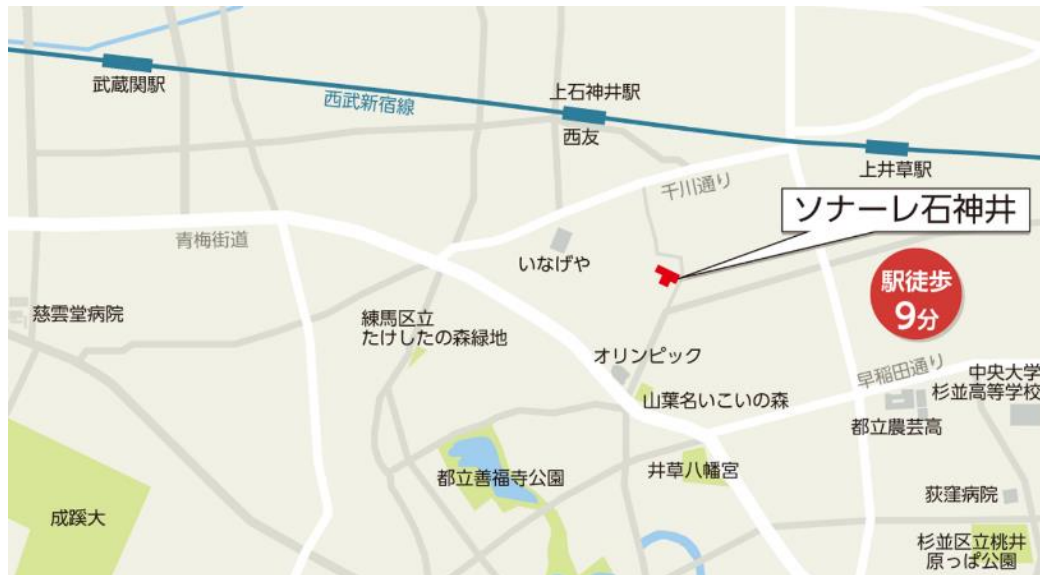 武蔵関駅
西武新宿線
上石神井駅
西友
上井草駅
千川通り
ソナーレ石神井
青梅街道
いなげや
駅徒歩
9分
慈雲堂病院
練馬区立
たけしたの森緑地
オリンピック
早稲田通り
中央大学
杉並高等学校
山葉名いこいの森
都立農芸高
都立善福寺公園
井草八幡宮
荻窪病院
成蹊大
杉並区立桃井
原っぱ公園